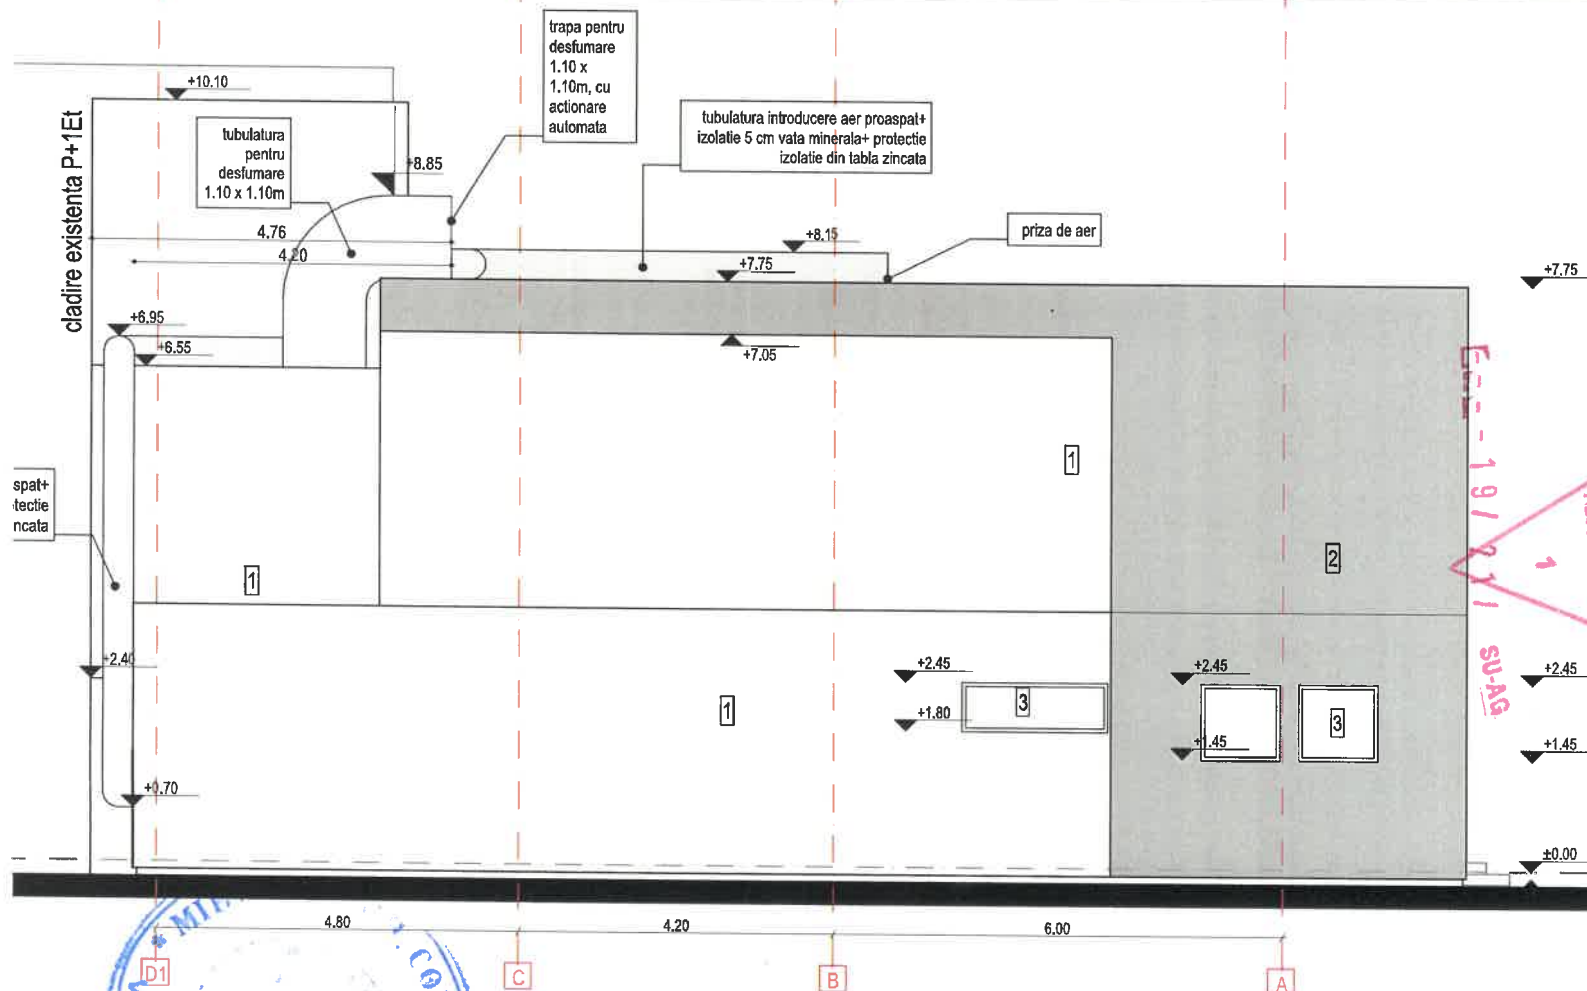 trapa pentru
desfumare
1.10 x
1.10m, cu
actionare
automata
+10.10
cladire existenta P+1Et
tubulatura
pentru
desfumare
1.10 x 1.10m
tubulatura introducere aer proaspat+
izolatie 5 cm vata minerala+ protectie
izolatie din tabla zincata
+8.85
priza de aer
4.76
4.20
+8.15
+7.75
+7.75
+6.95
+6.55
+7.05
1
spat+
tectie
ncata
1
2
+2.40
+2.45
+2.45
+2.45
1
3
3
+1.80
+1.45
+1.45
+0.70
±0.00
19/21/ SU-AG
1
4.80
4.20
6.00
D1
C
B
A